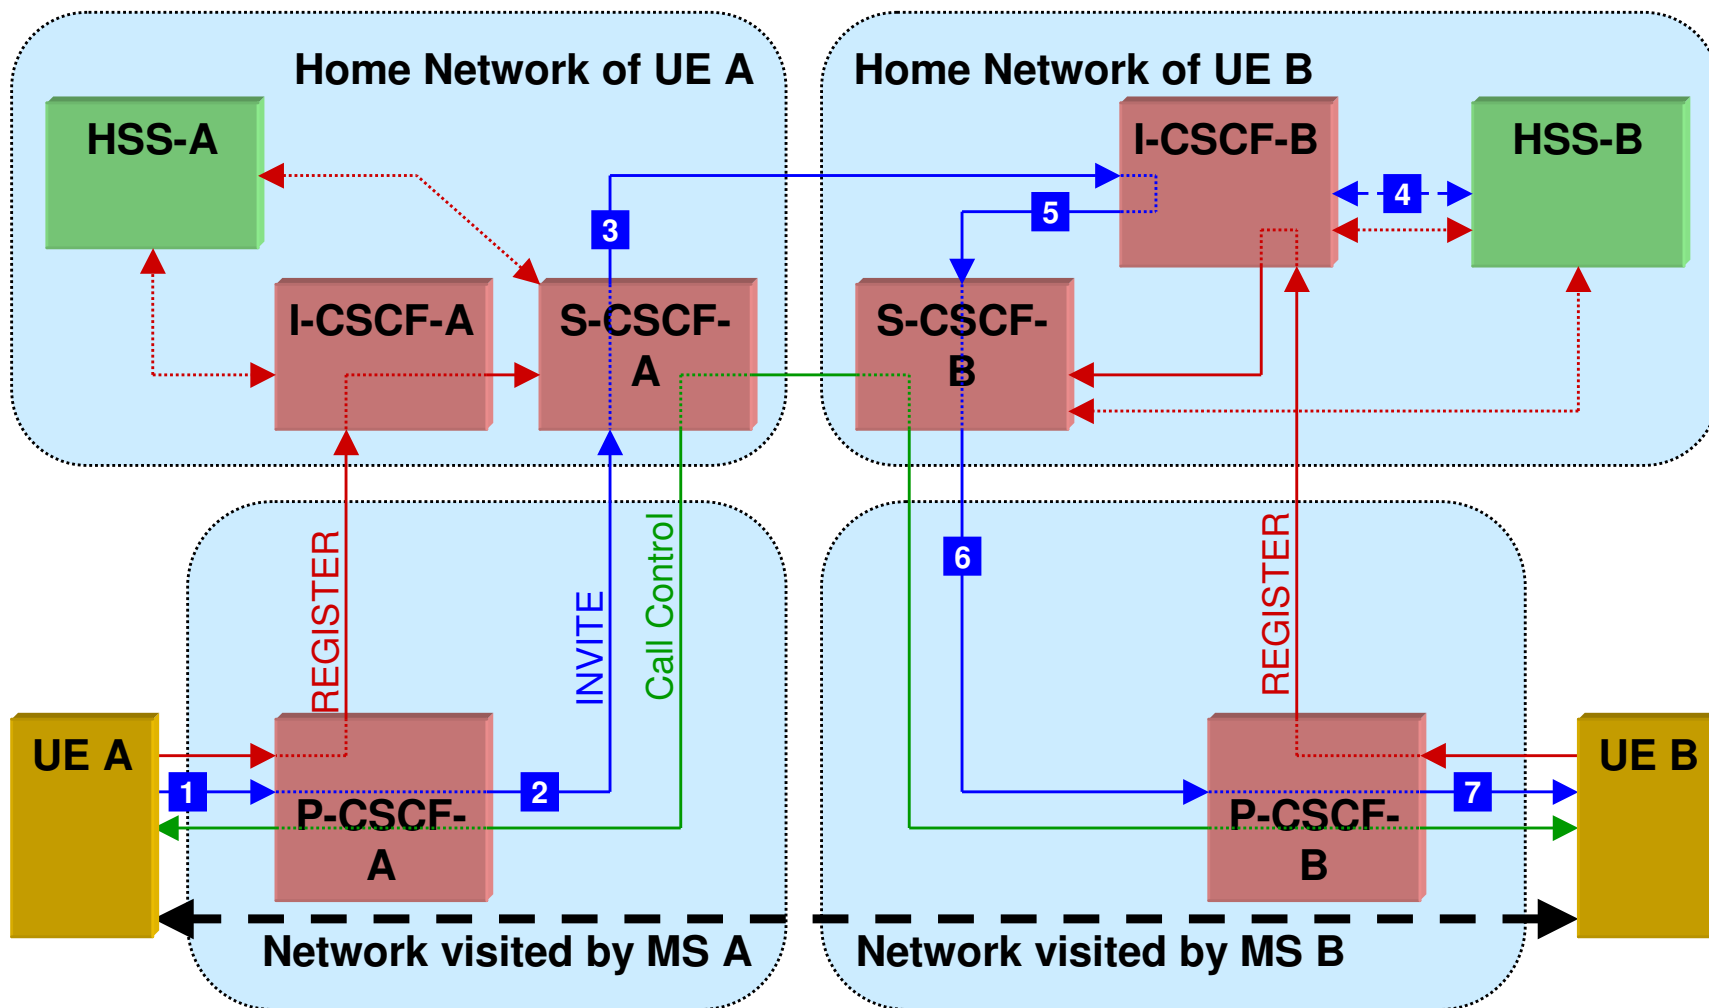 Home Network of UE A
Home Network of UE B
HSS-A
I-CSCF-B
HSS-B
4
5
3
I-CSCF-A
S-CSCF-
A
S-CSCF-
B
REGISTER
INVITE
Call Control
6
REGISTER
UE A
1
2
P-CSCF-
A
P-CSCF-
B
7
UE B
Network visited by MS A
Network visited by MS B